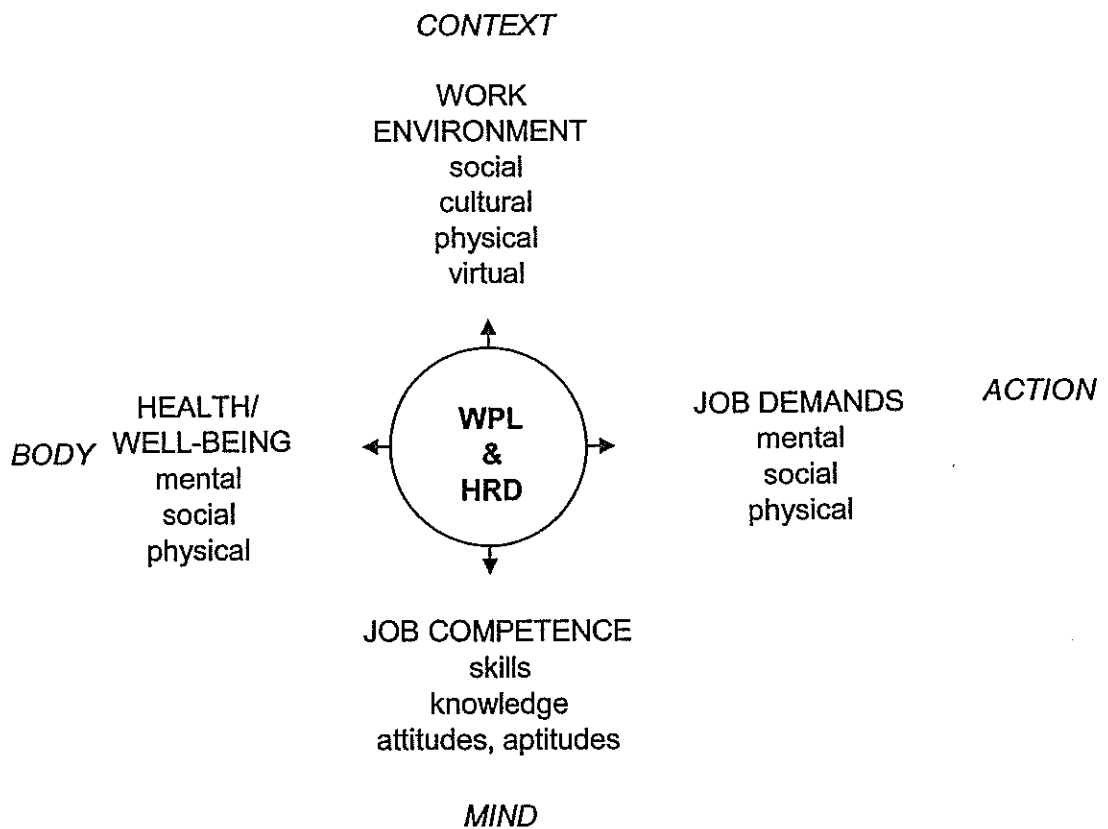 CONTEXT
WORK
ENVIRONMENT
social
cultural
physical
virtual
BODY
HEALTH/
WELL-BEING
mental
social
physical
WPL
&
HRD
JOB DEMANDS
mental
social
physical
ACTION
JOB COMPETENCE
skills
knowledge
attitudes, aptitudes
MIND